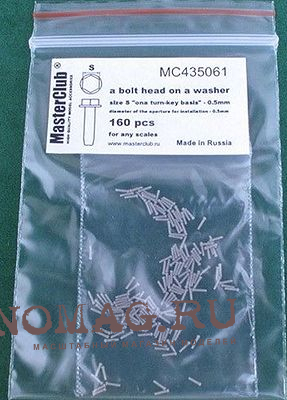 MasterClub
S
MC435061
a bolt head on a washer
size S "ona turn-key basis" - 0.5mm
diameter of the aperture for installation - 0.5mm
160 pcs
for any scales
www.masterclub.ru
Made in Russia
NOMAG.RU